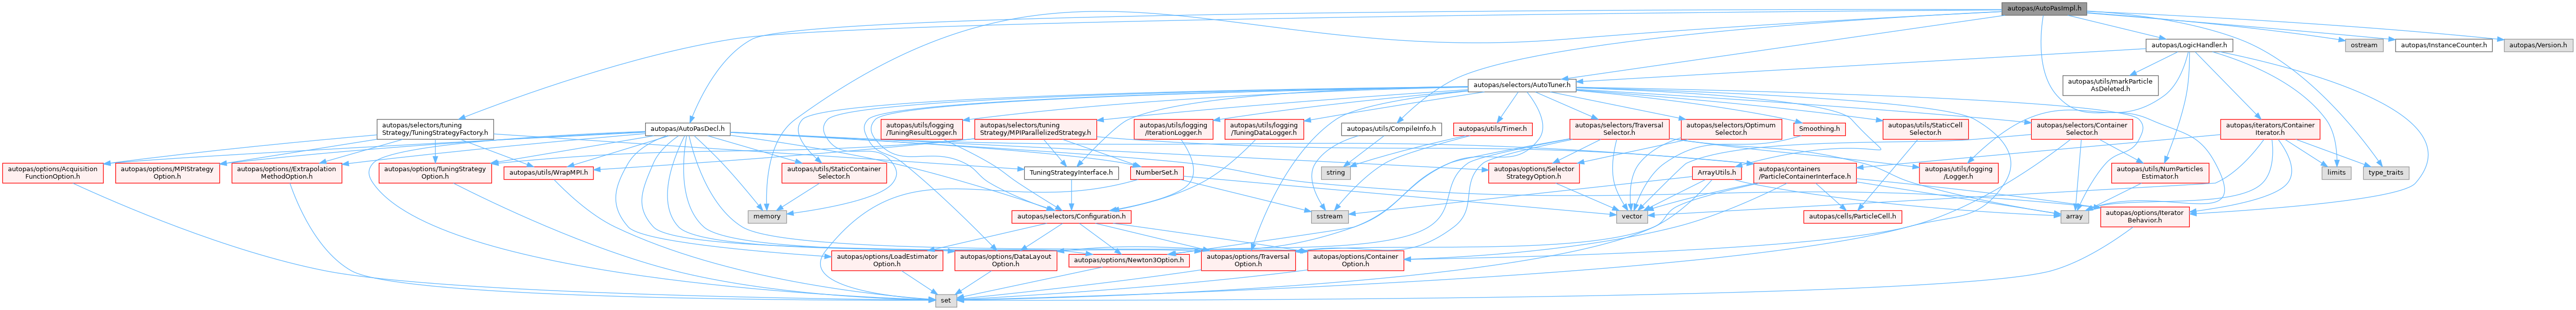 autopas/AutoPasImpl.h
autopas/LogicHandler.h
ostream
autopas/InstanceCounter.h
autopas/Version.h
autopas/selectors/AutoTuner.h
autopas/utils/markParticle
AsDeleted.h
autopas/selectors/tuning
Strategy/TuningStrategyFactory.h
autopas/AutoPasDecl.h
autopas/utils/logging
/TuningResultLogger.h
autopas/selectors/tuning
Strategy/MPIParallelizedStrategy.h
autopas/utils/logging
/IterationLogger.h
autopas/utils/logging
/TuningDataLogger.h
autopas/utils/CompileInfo.h
autopas/utils/Timer.h
autopas/selectors/Traversal
Selector.h
autopas/selectors/Optimum
Selector.h
Smoothing.h
autopas/utils/StaticCell
Selector.h
autopas/selectors/Container
Selector.h
autopas/iterators/Container
Iterator.h
autopas/options/Acquisition
FunctionOption.h
autopas/options/MPIStrategy
Option.h
autopas/options//Extrapolation
MethodOption.h
autopas/options/TuningStrategy
Option.h
autopas/utils/WrapMPI.h
autopas/utils/StaticContainer
Selector.h
TuningStrategyInterface.h
NumberSet.h
string
autopas/options/Selector
StrategyOption.h
ArrayUtils.h
autopas/containers
/ParticleContainerInterface.h
autopas/utils/logging
/Logger.h
autopas/utils/NumParticles
Estimator.h
limits
type_traits
memory
autopas/selectors/Configuration.h
sstream
vector
autopas/cells/ParticleCell.h
array
autopas/options/Iterator
Behavior.h
autopas/options/LoadEstimator
Option.h
autopas/options/DataLayout
Option.h
autopas/options/Newton3Option.h
autopas/options/Traversal
Option.h
autopas/options/Container
Option.h
set